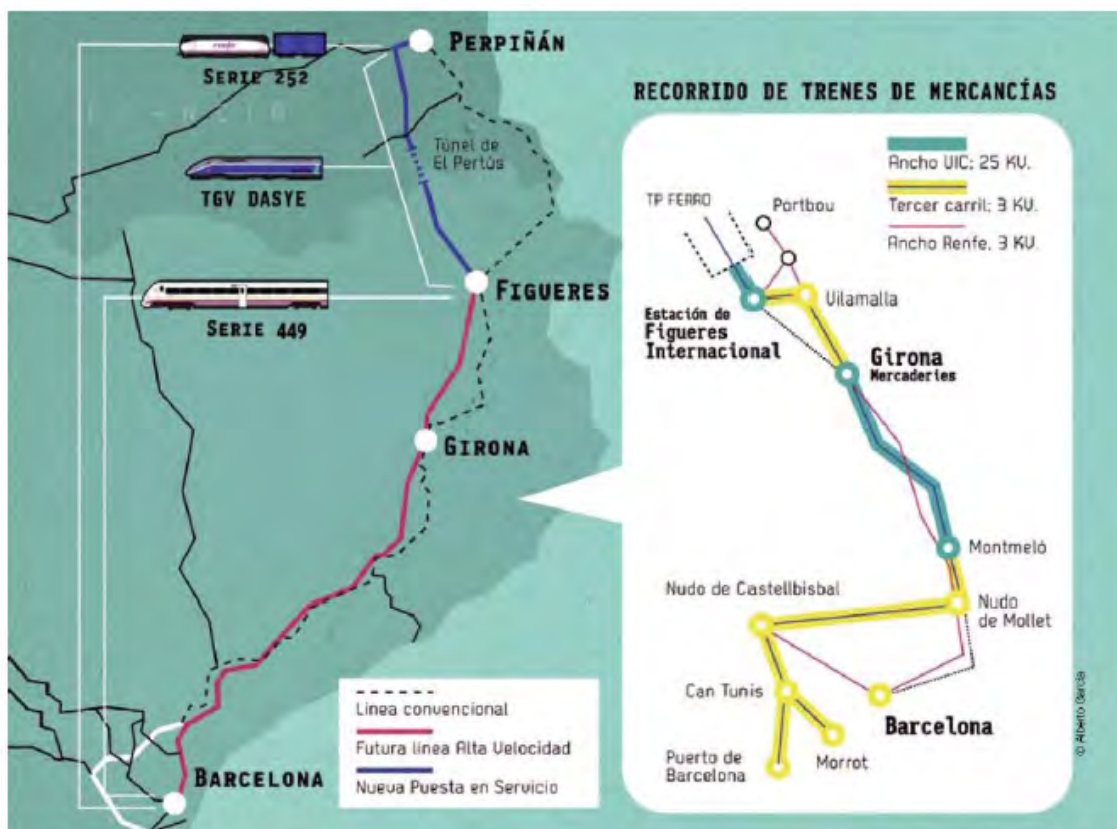 PERPIÑÁN
renfe
SERIE 252
Túnel de
El Pertús
TGV DASYE
FIGUERES
SERIE 449
GIRONA
BARCELONA
Línea convencional
Futura línea Alta Velocidad
Nueva Puesta en Servicio
RECORRIDO DE TRENES DE MERCANCÍAS
Ancho UIC; 25 KV.
Tercer carril; 3 KV.
Ancho Renfe, 3 KV.
TP FERRO
Portbou
Vilamalla
Estación de
Figueres
Internacional
Girona
Mercaderies
Montmeló
Nudo de Castellbisbal
Nudo
de Mollet
Can Tunis
Barcelona
Puerto de
Barcelona
Morrot
© Alberto García